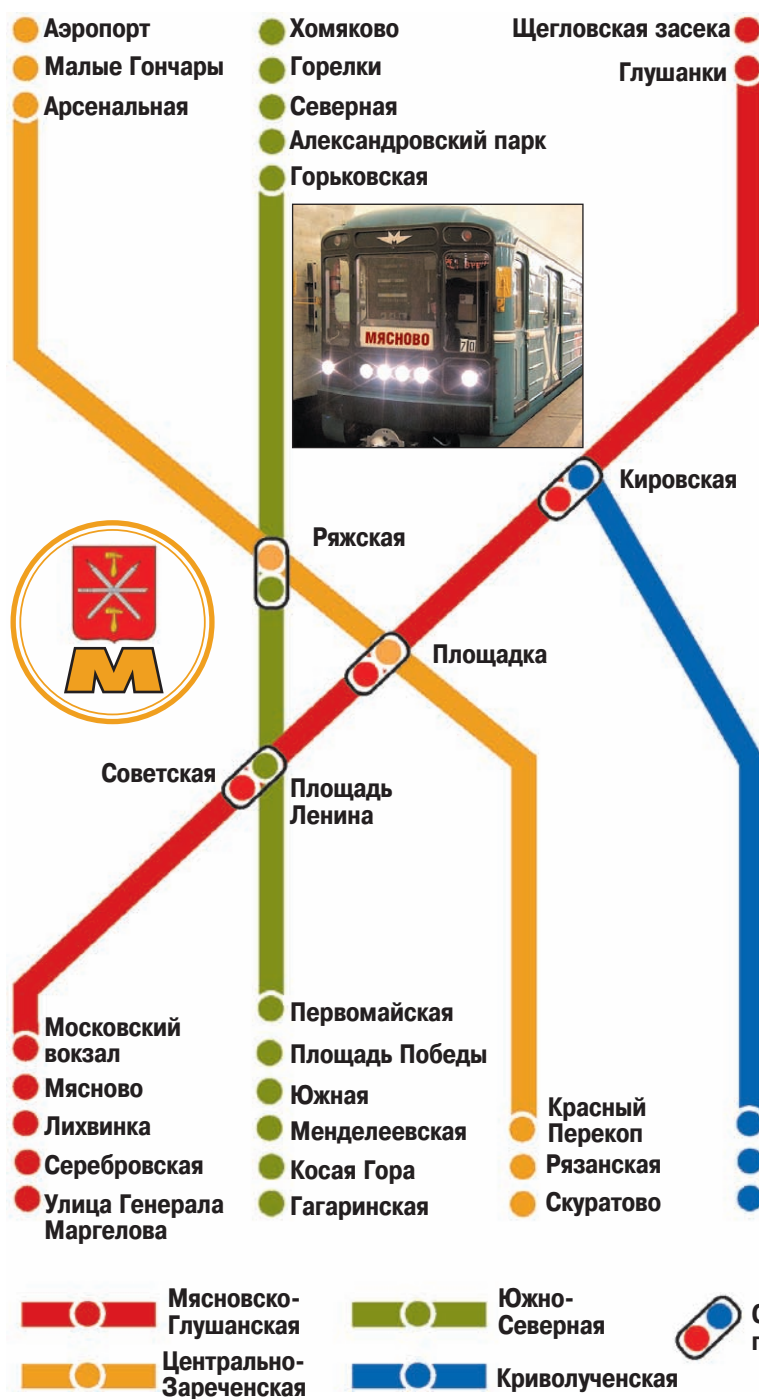 Аэропорт
Малые Гончары
Арсенальная
Хомяково
Горелки
Северная
Александровский парк
Горьковская
Щегловская засека
Глушанки
МЯСНОВО
70
Кировская
Ряжская
Площадка
Советская
Площадь
Ленина
М
Московский
вокзал
Мясново
Лихвинка
Серебровская
Улица Генерала
Маргелова
Первомайская
Площадь Победы
Южная
Менделеевская
Косая Гора
Гагаринская
Красный
Перекоп
Рязанская
Скуратово
Мясновско-
Глушанская
Центрально-
Зареченская
Южно-
Северная
Криволученская